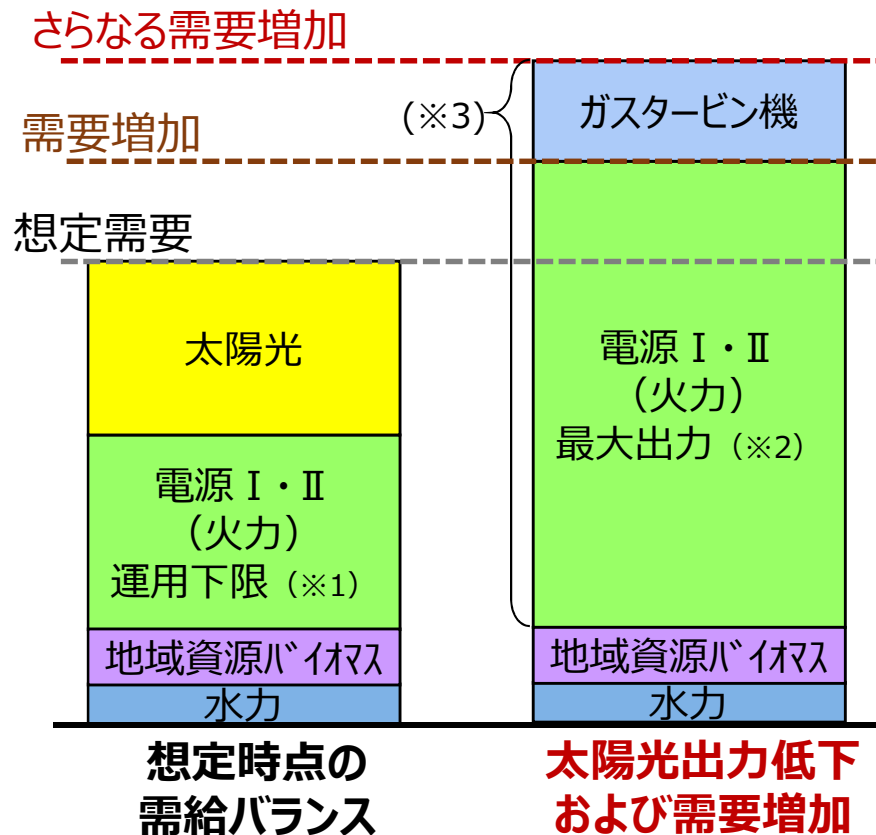 さらなる需要増加
需要増加
想定需要
(※3)
太陽光
電源Ⅰ・Ⅱ
（火力）
運用下限（※1）
地域資源バイオマス
水力
想定時点の
需給バランス
ガスタービン機
電源Ⅰ・Ⅱ
（火力）
最大出力（※2）
地域資源バイオマス
水力
太陽光出力低下
および需要増加